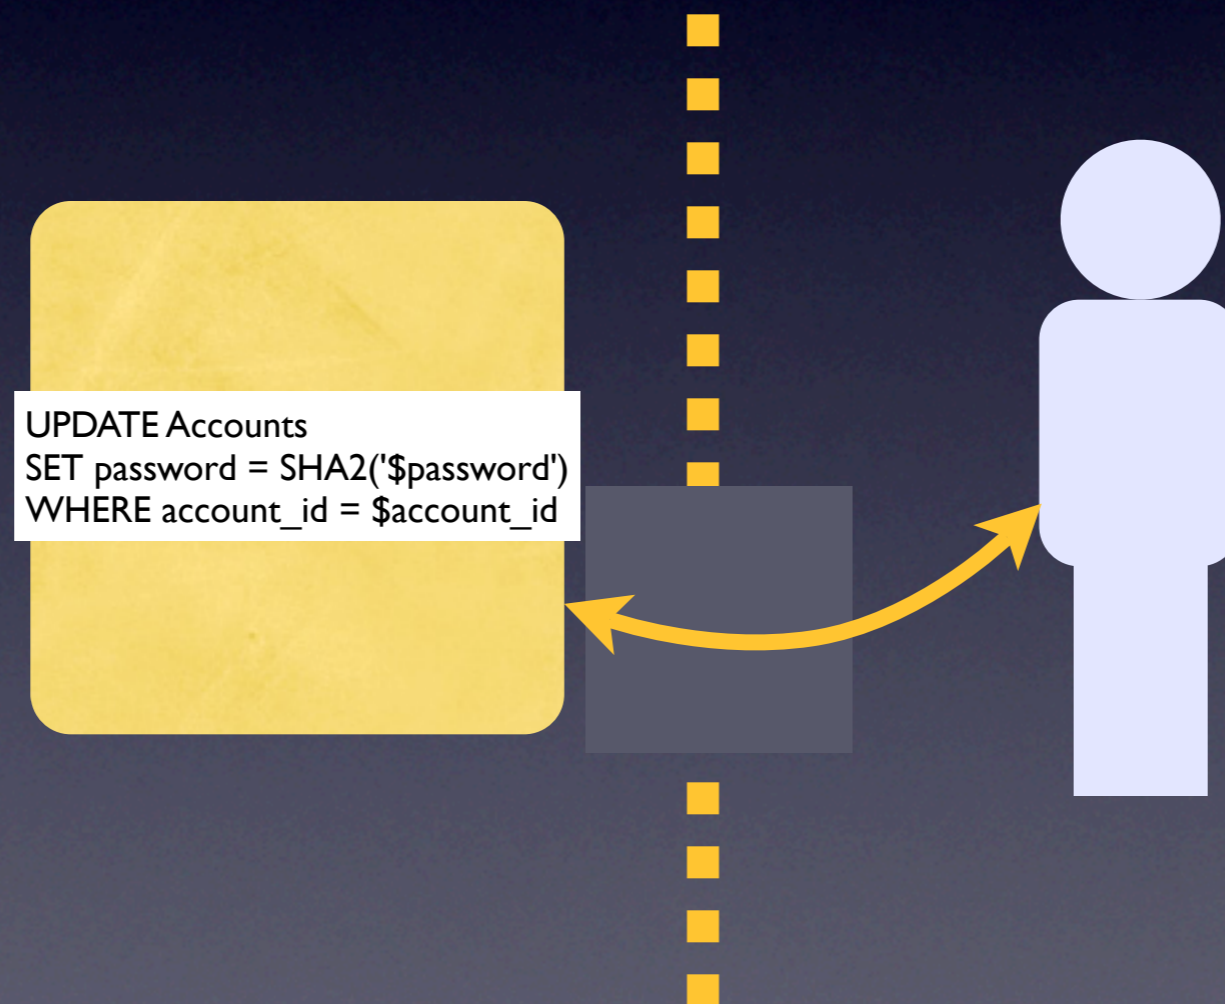 UPDATE Accounts
SET password = SHA2('$password')
WHERE account_id = $account_id